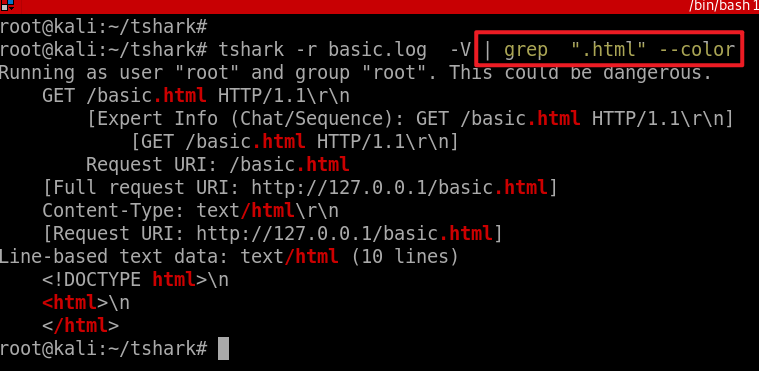 /bin/bash 1
root@kali:~/tshark#
root@kali:~/tshark# tshark -r basic.log  -V | grep  ".html" --color
Running as user "root" and group "root". This could be dangerous.
    GET /basic.html HTTP/1.1\r\n
        [Expert Info (Chat/Sequence): GET /basic.html HTTP/1.1\r\n]
            [GET /basic.html HTTP/1.1\r\n]
        Request URI: /basic.html
    [Full request URI: http://127.0.0.1/basic.html]
    Content-Type: text/html\r\n
    [Request URI: http://127.0.0.1/basic.html]
Line-based text data: text/html (10 lines)
    <!DOCTYPE html>\n
    <html>\n
    </html>
root@kali:~/tshark#